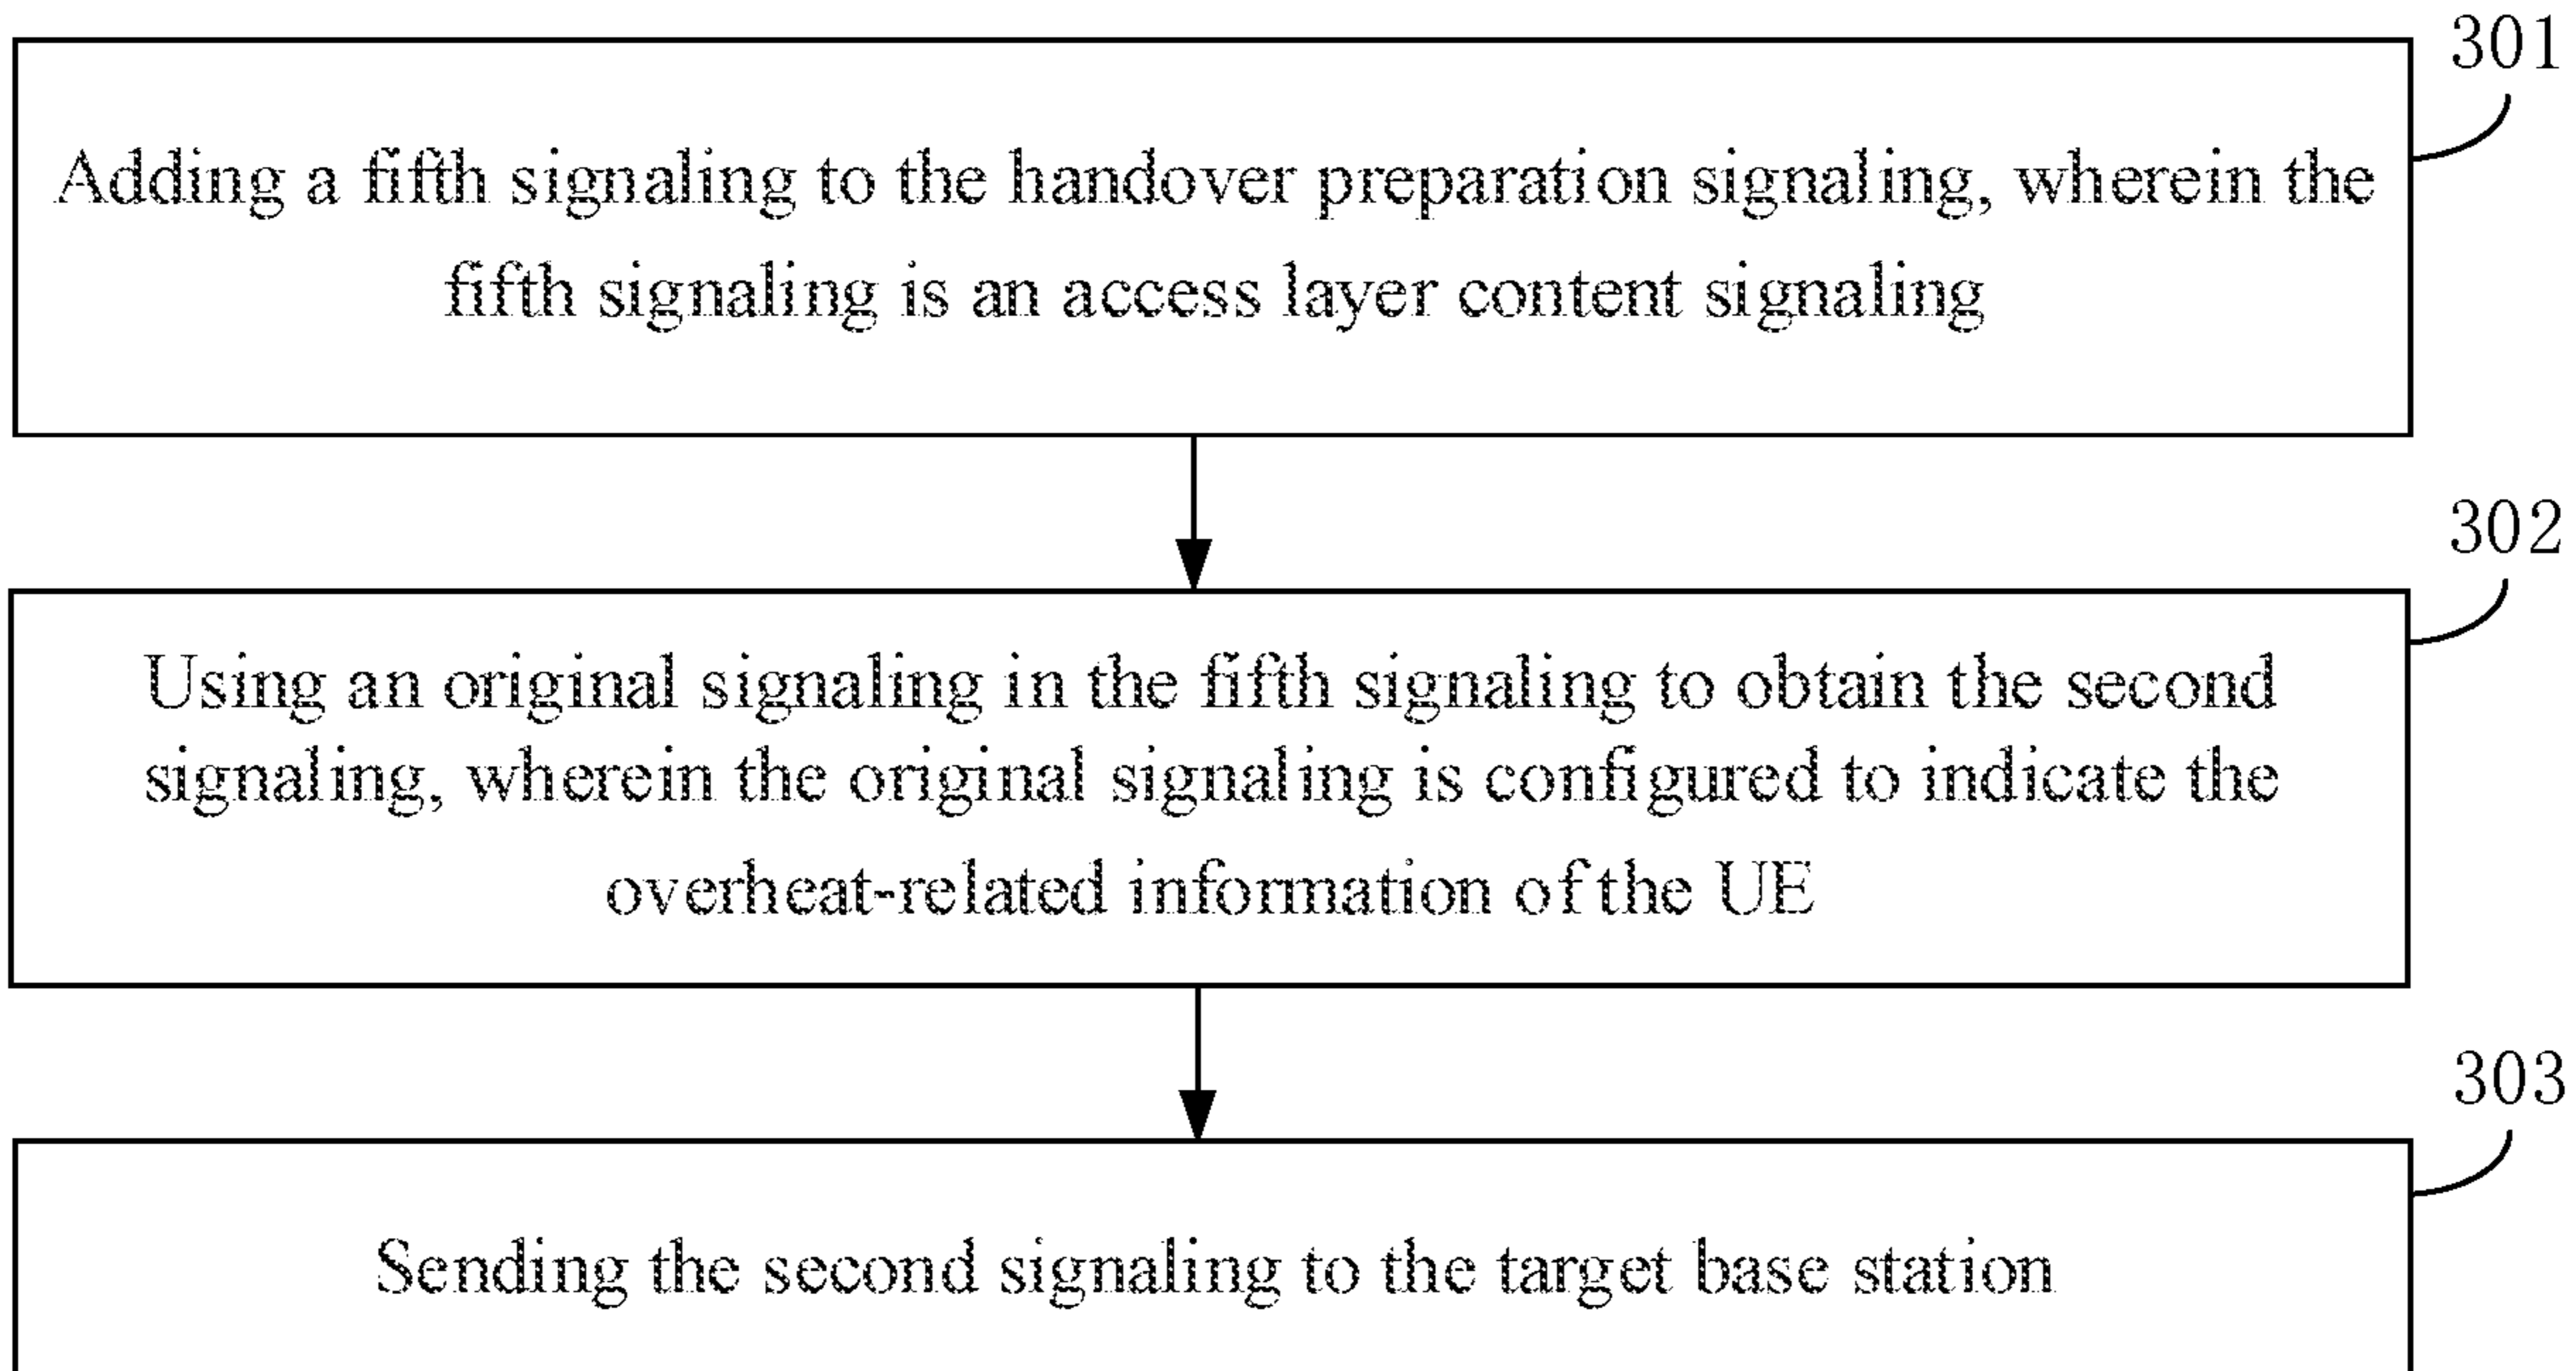 301
Adding a fifth signaling to the handover preparation signaling, wherein the
fifth signaling is an access layer content signaling
302
Using an original signaling in the fifth signaling to obtain the second
signaling, wherein the original signaling is configured to indicate the
overheat-related information of the UE
303
Sending the second signaling to the target base station